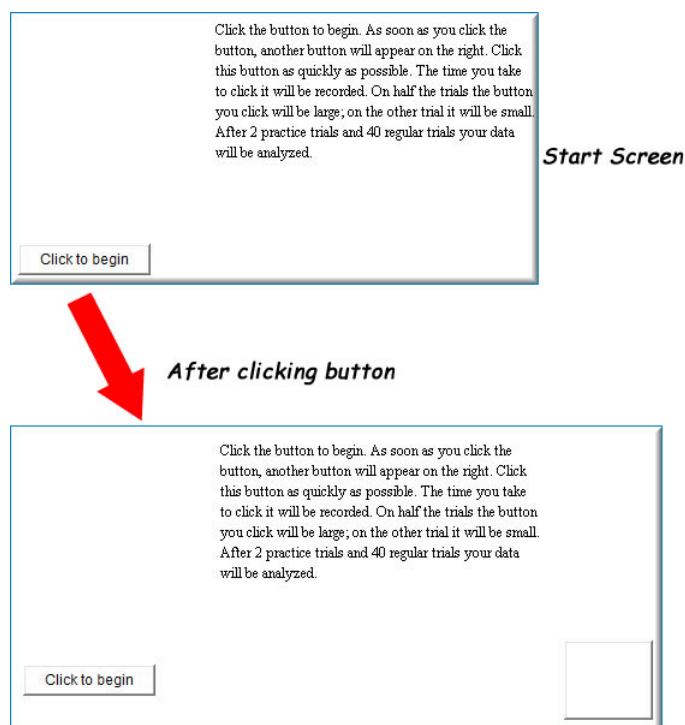 Click the button to begin. As soon as you click the
button, another button will appear on the right. Click
this button as quickly as possible. The time you take
to click it will be recorded. On half the trials the button
you click will be large; on the other trial it will be small.
After 2 practice trials and 40 regular trials your data
will be analyzed.
Start Screen
Click to begin
After clicking button
Click the button to begin. As soon as you click the
button, another button will appear on the right. Click
this button as quickly as possible. The time you take
to click it will be recorded. On half the trials the button
you click will be large; on the other trial it will be small.
After 2 practice trials and 40 regular trials your data
will be analyzed.
Click to begin